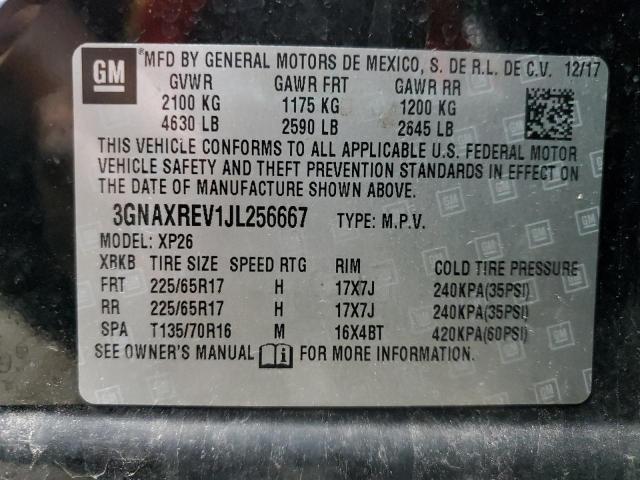 GM
MFD BY GENERAL MOTORS DE MEXICO, S. DE R.L. DE C.V. 12/17
GVWR GAWR FRT GAWR RR
2100 KG 1175 KG 1200 KG
4630 LB 2590 LB 2645 LB
THIS VEHICLE CONFORMS TO ALL APPLICABLE U.S. FEDERAL MOTOR
VEHICLE SAFETY AND THEFT PREVENTION STANDARDS IN EFFECT ON
THE DATE OF MANUFACTURE SHOWN ABOVE.
3GNAXREV1JL256667 TYPE: M.P.V.
MODEL: XP26
XRKB TIRE SIZE SPEED RTG RIM COLD TIRE PRESSURE
FRT 225/65R17 H 17X7J 240KPA(35PSI)
RR 225/65R17 H 17X7J 240KPA(35PSI)
SPA T135/70R16 M 16X4BT 420KPA(60PSI)
SEE OWNER'S MANUAL FOR MORE INFORMATION.